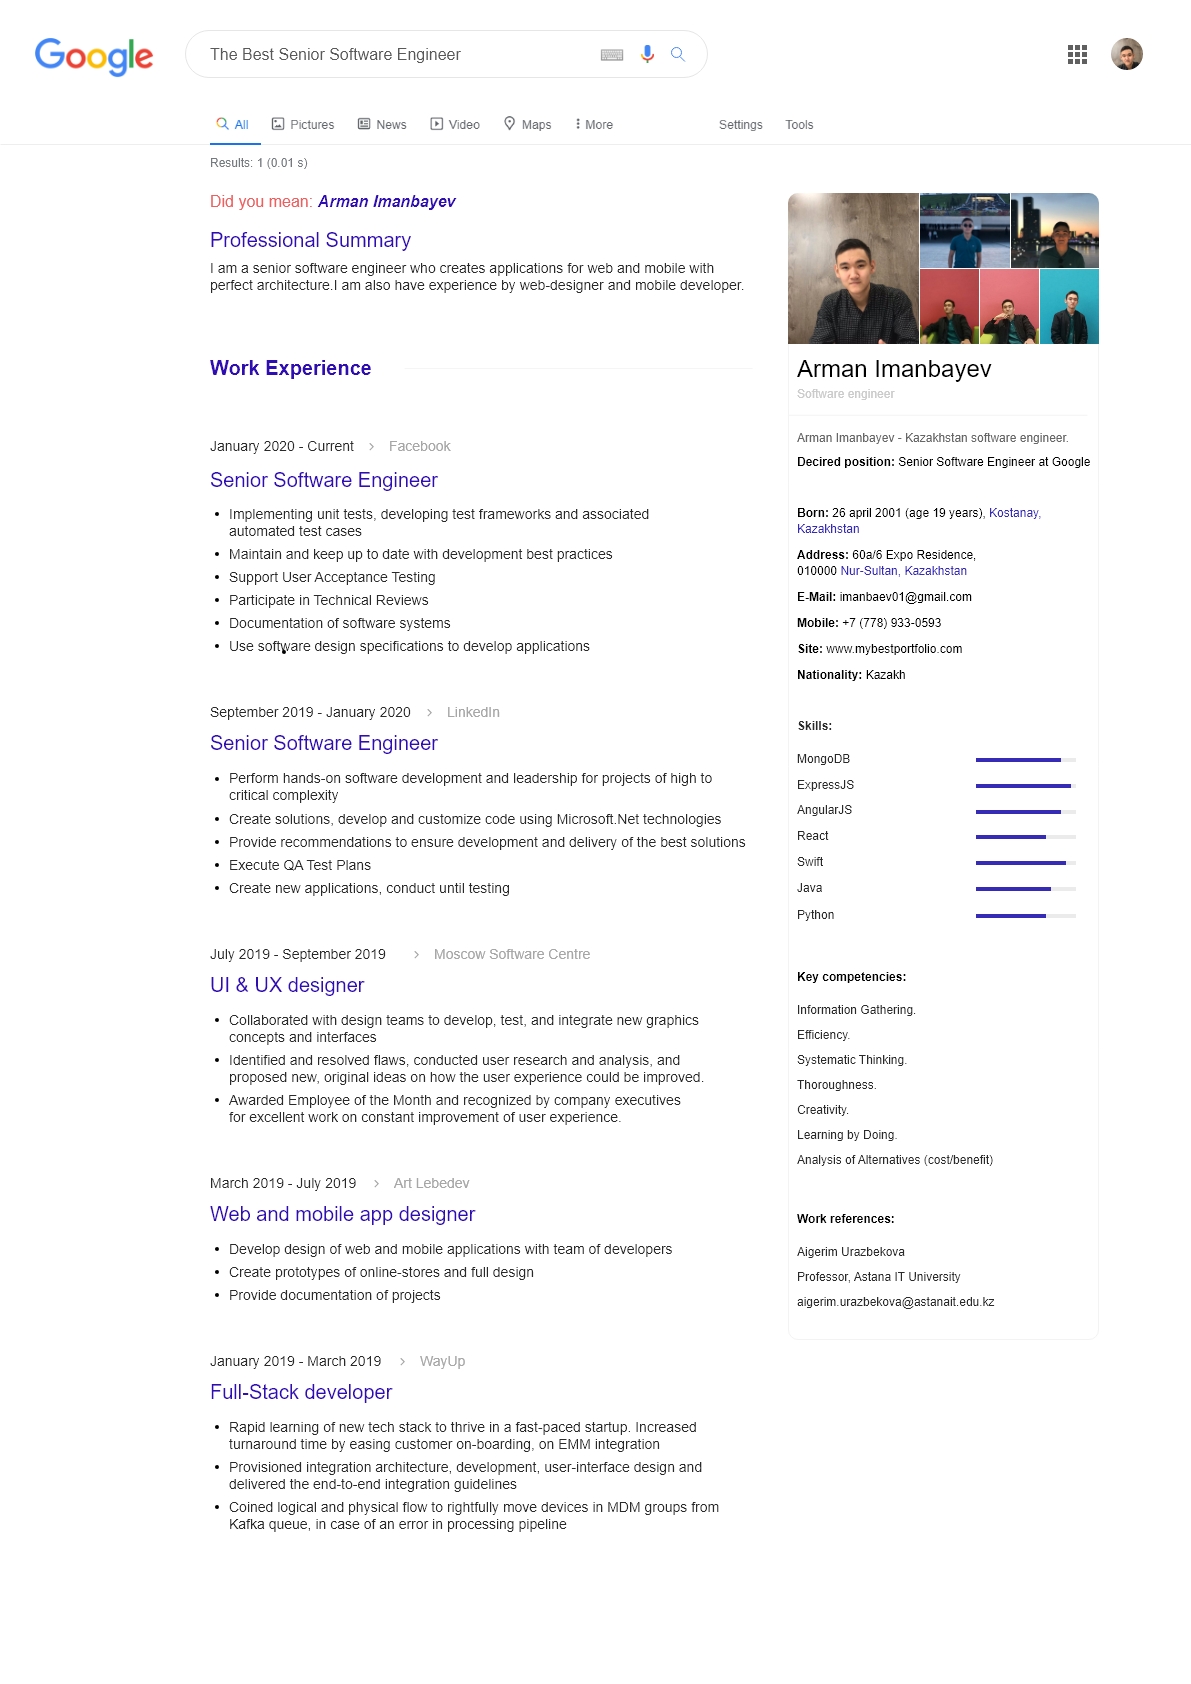 Google
The Best Senior Software Engineer
All
Pictures
News
Video
Maps
More
Settings
Tools
Results: 1 (0.01 s)
Did you mean: Arman Imanbayev
Professional Summary
I am a senior software engineer who creates applications for web and mobile with
perfect architecture.I am also have experience by web-designer and mobile developer.
Work Experience
January 2020 - Current > Facebook
Senior Software Engineer
• Implementing unit tests, developing test frameworks and associated
automated test cases
• Maintain and keep up to date with development best practices
• Support User Acceptance Testing
• Participate in Technical Reviews
• Documentation of software systems
• Use software design specifications to develop applications
September 2019 - January 2020 > LinkedIn
Senior Software Engineer
• Perform hands-on software development and leadership for projects of high to
critical complexity
• Create solutions, develop and customize code using Microsoft.Net technologies
• Provide recommendations to ensure development and delivery of the best solutions
• Execute QA Test Plans
• Create new applications, conduct until testing
July 2019 - September 2019 > Moscow Software Centre
UI & UX designer
• Collaborated with design teams to develop, test, and integrate new graphics
concepts and interfaces
• Identified and resolved flaws, conducted user research and analysis, and
proposed new, original ideas on how the user experience could be improved.
• Awarded Employee of the Month and recognized by company executives
for excellent work on constant improvement of user experience.
March 2019 - July 2019 > Art Lebedev
Web and mobile app designer
• Develop design of web and mobile applications with team of developers
• Create prototypes of online-stores and full design
• Provide documentation of projects
January 2019 - March 2019 > WayUp
Full-Stack developer
• Rapid learning of new tech stack to thrive in a fast-paced startup. Increased
turnaround time by easing customer on-boarding, on EMM integration
• Provisioned integration architecture, development, user-interface design and
delivered the end-to-end integration guidelines
• Coined logical and physical flow to rightfully move devices in MDM groups from
Kafka queue, in case of an error in processing pipeline
Arman Imanbayev
Software engineer
Arman Imanbayev - Kazakhstan software engineer.
Decired position: Senior Software Engineer at Google
Born: 26 april 2001 (age 19 years), Kostanay,
Kazakhstan
Address: 60a/6 Expo Residence,
010000 Nur-Sultan, Kazakhstan
E-Mail: imanbaev01@gmail.com
Mobile: +7 (778) 933-0593
Site: www.mybestportfolio.com
Nationality: Kazakh
Skills:
MongoDB
ExpressJS
AngularJS
React
Swift
Java
Python
Key competencies:
Information Gathering.
Efficiency.
Systematic Thinking.
Thoroughness.
Creativity.
Learning by Doing.
Analysis of Alternatives (cost/benefit)
Work references:
Aigerim Urazbekova
Professor, Astana IT University
aigerim.urazbekova@astanait.edu.kz